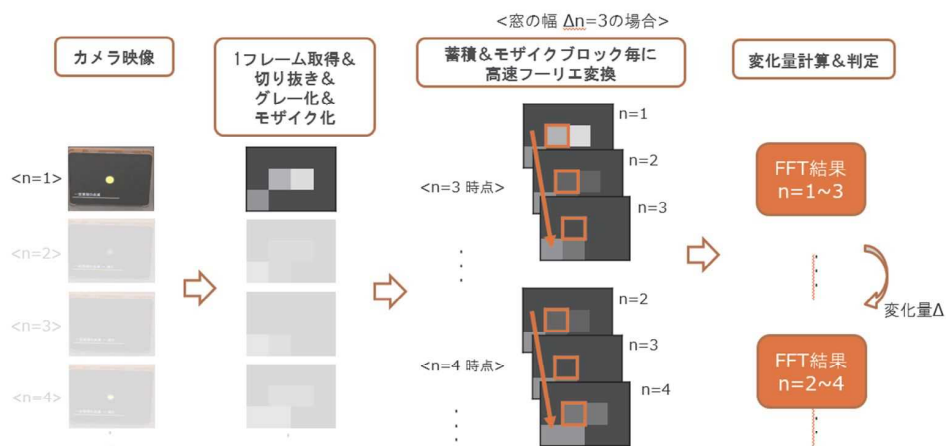 <窓の幅 Δn=3の場合>
カメラ映像
1フレーム取得&
切り抜き&
グレー化&
モザイク化
蓄積&モザイクブロック毎に
高速フーリエ変換
変化量計算&判定
<n=1>
<n=2>
<n=3>
<n=4>
n=1
n=2
n=3
<n=3 時点>
n=2
n=3
n=4
<n=4 時点>
FFT結果
n=1~3
変化量Δ
FFT結果
n=2~4